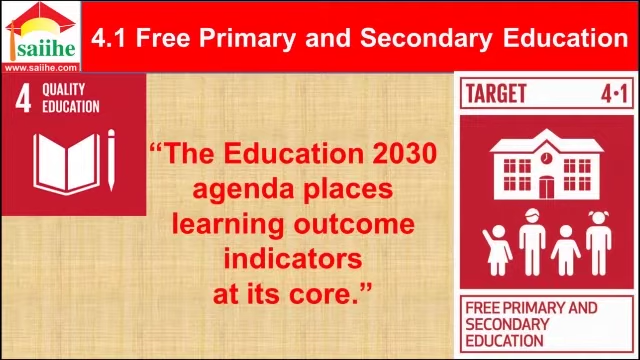 saiihe
www.saiihe.com
4.1 Free Primary and Secondary Education
4 QUALITY
EDUCATION
“The Education 2030
agenda places
learning outcome
indicators
at its core.”
TARGET 4·1
FREE PRIMARY AND
SECONDARY
EDUCATION